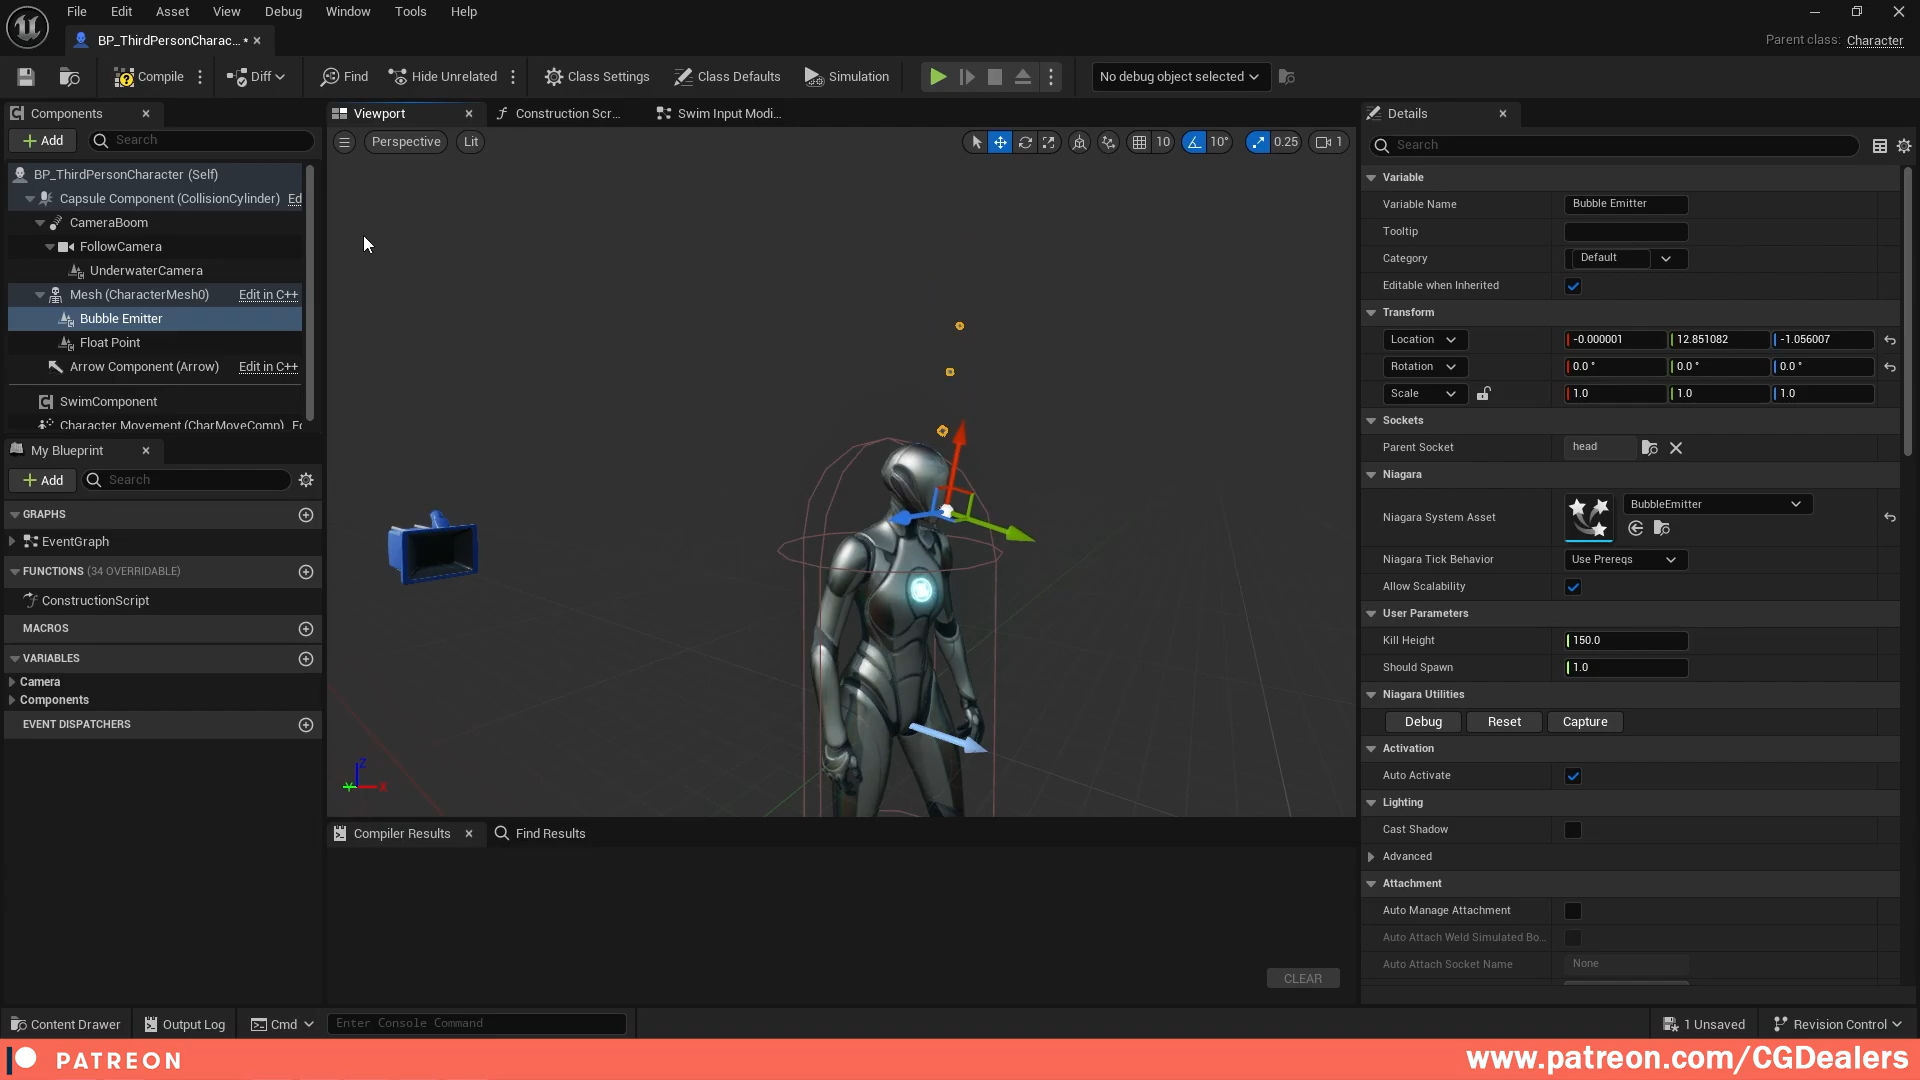 File Edit Asset View Debug Window Tools Help
BP_ThirdPersonCharac... •
Parent class: Character
Compile Diff Find Hide Unrelated Class Settings Class Defaults Simulation No debug object selected
Components
Add Search
BP_ThirdPersonCharacter (Self)
Capsule Component (CollisionCylinder) Ed
CameraBoom
FollowCamera
UnderwaterCamera
Mesh (CharacterMesh0) Edit in C++
Bubble Emitter
Float Point
Arrow Component (Arrow) Edit in C++
SwimComponent
Character Movement (CharMoveComp)
My Blueprint
Add Search
GRAPHS
EventGraph
FUNCTIONS (34 OVERRIDABLE)
ConstructionScript
MACROS
VARIABLES
Camera
Components
EVENT DISPATCHERS
Viewport Construction Scr... Swim Input Modi...
Perspective Lit 10 10° 0.25 1
Z
Y X
Compiler Results Find Results
CLEAR
Details
Search
Variable
Variable Name Bubble Emitter
Tooltip
Category Default
Editable when Inherited
Transform
Location -0.000001 12.851082 -1.056007
Rotation 0.0 ° 0.0 ° 0.0 °
Scale 1.0 1.0 1.0
Sockets
Parent Socket head
Niagara
Niagara System Asset BubbleEmitter
Niagara Tick Behavior Use Prereqs
Allow Scalability
User Parameters
Kill Height 150.0
Should Spawn 1.0
Niagara Utilities
Debug Reset Capture
Activation
Auto Activate
Lighting
Cast Shadow
Advanced
Attachment
Auto Manage Attachment
Auto Attach Weld Simulated Bo...
Auto Attach Socket Name None
Content Drawer Output Log Cmd Enter Console Command 1 Unsaved Revision Control
PATREON www.patreon.com/CGDealers